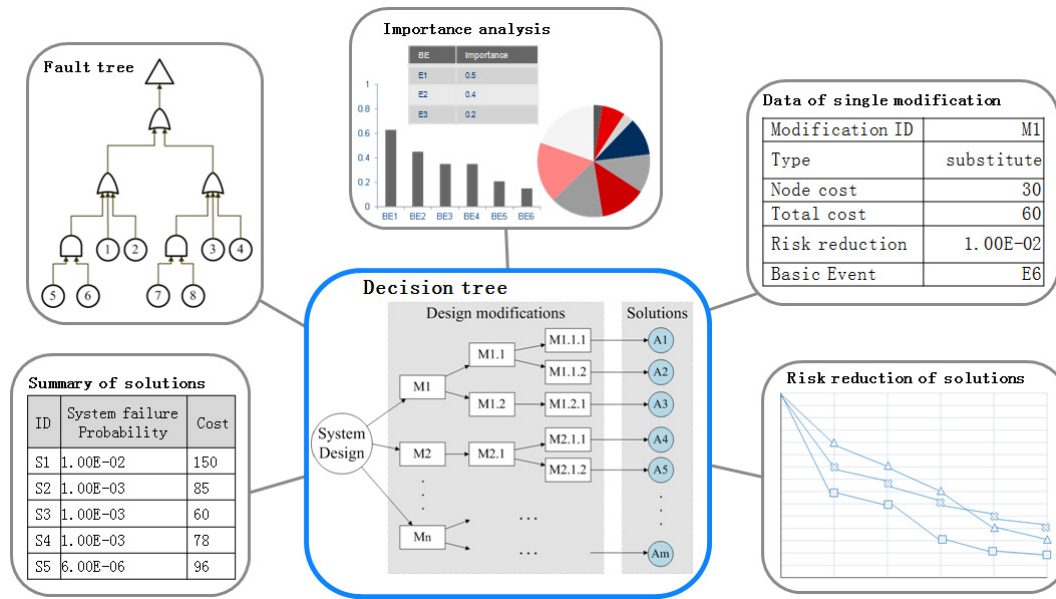 Fault tree
1
2
3
4
5
6
7
8
Importance analysis
BE Importance
E1 0.5
E2 0.4
E3 0.2
1
0.8
0.6
0.4
0.2
0
BE1 BE2 BE3 BE4 BE5 BE6
Data of single modification
Modification ID M1
Type substitute
Node cost 30
Total cost 60
Risk reduction 1.00E-02
Basic Event E6
Decision tree
Design modifications Solutions
System
Design
M1
M2
Mn
M1.1
M1.2
M2.1
M1.1.1
M1.1.2
M1.2.1
M2.1.1
M2.1.2
...
...
A1
A2
A3
A4
A5
Am
Summary of solutions
ID System failure Probability Cost
S1 1.00E-02 150
S2 1.00E-03 85
S3 1.00E-03 60
S4 1.00E-03 78
S5 6.00E-06 96
Risk reduction of solutions